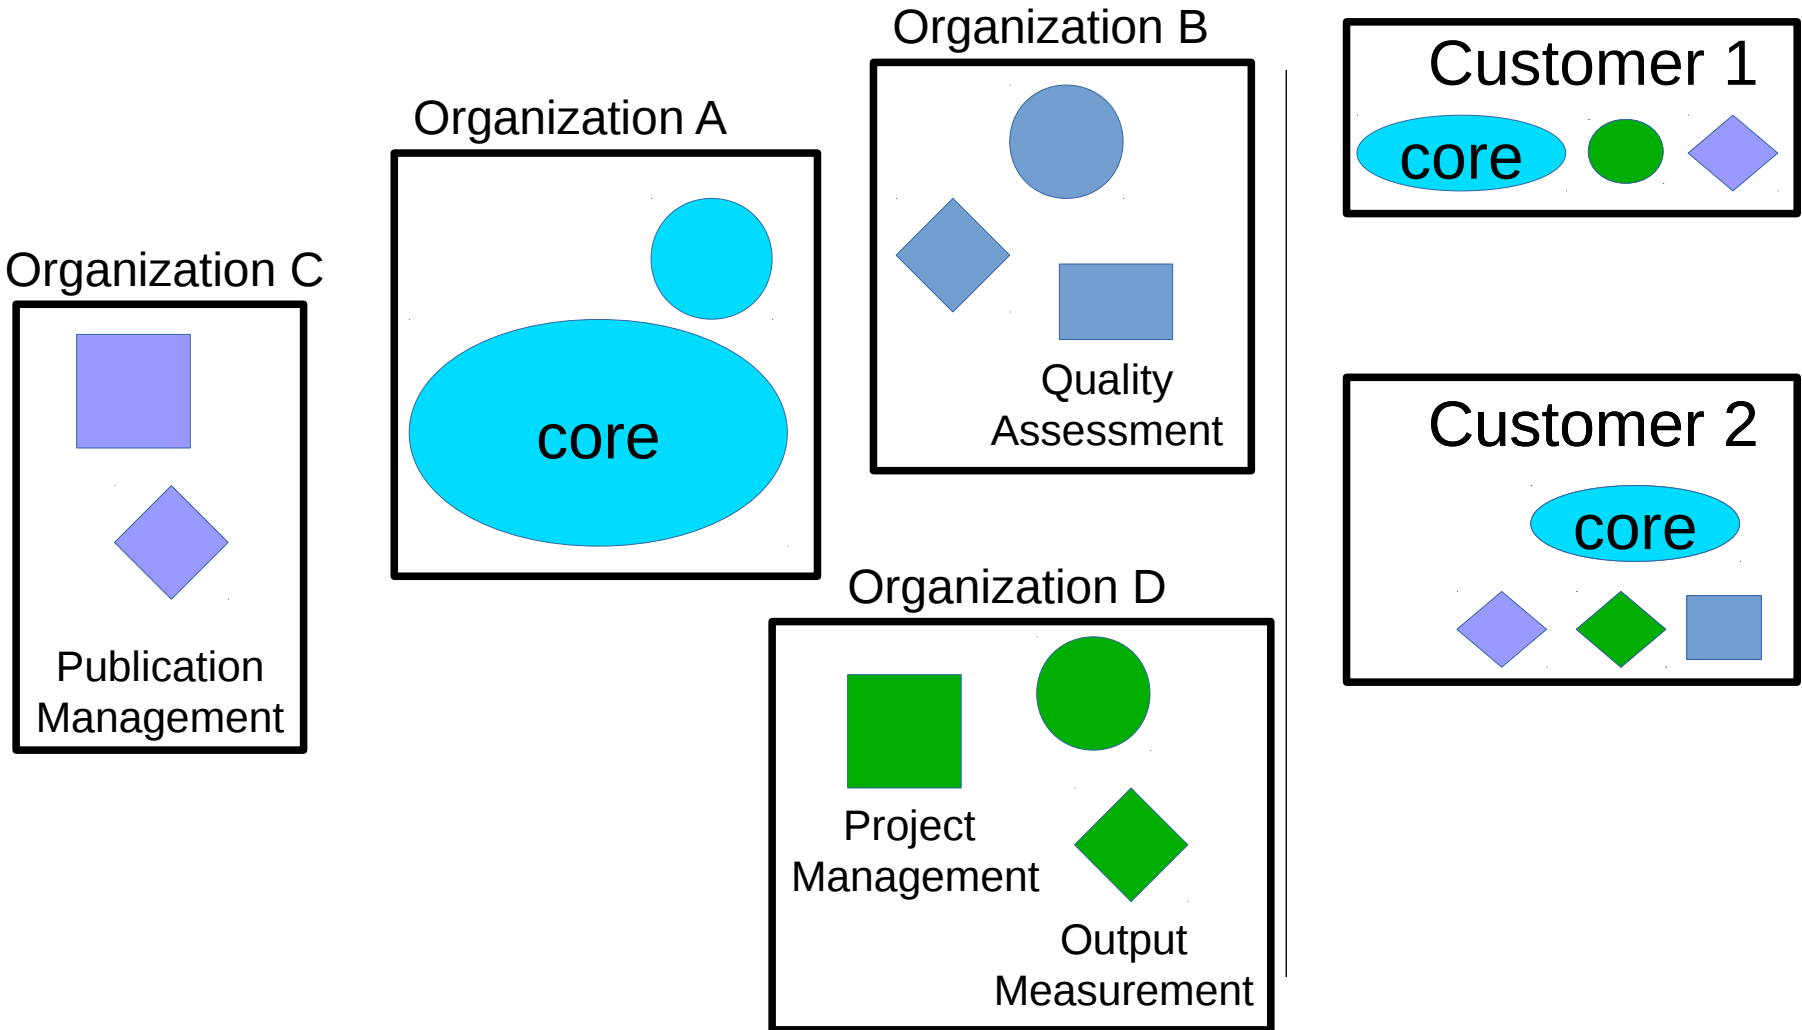 Organization C
Publication
Management
Organization A
core
Organization B
Quality
Assessment
Organization D
Project
Management
Output
Measurement
Customer 1
core
Customer 2
core